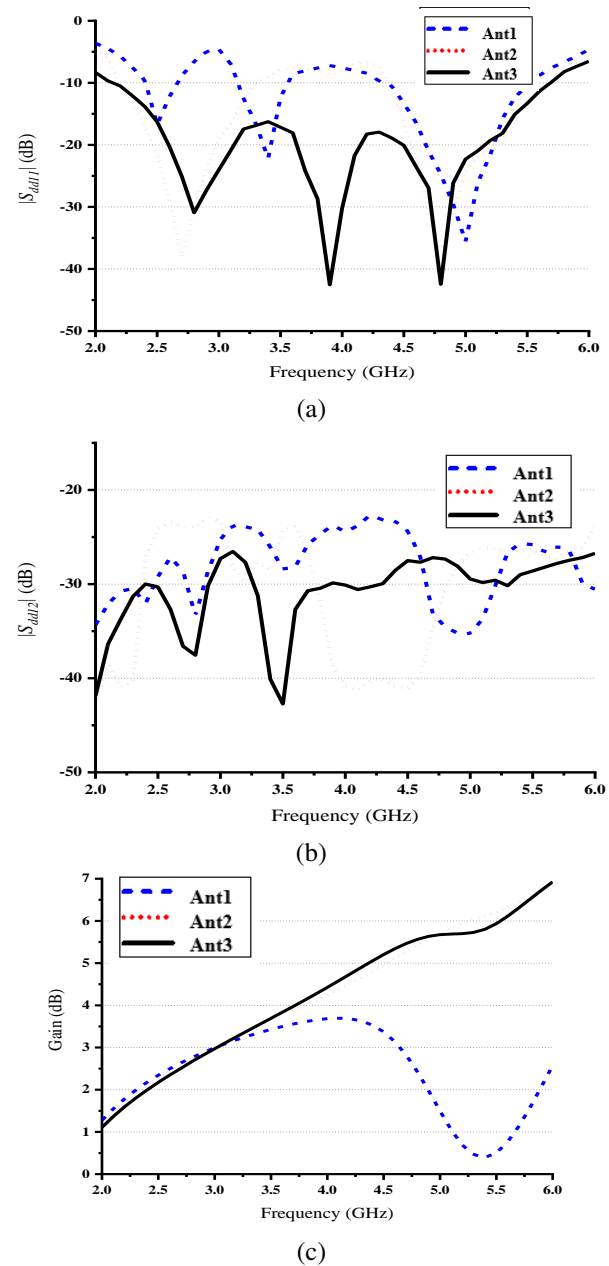 0
-10
-20
-30
-40
-50
|S_{dd11}| (dB)
Ant1
Ant2
Ant3
2.0 2.5 3.0 3.5 4.0 4.5 5.0 5.5 6.0
Frequency (GHz)
(a)
-20
-30
-40
-50
|S_{dd12}| (dB)
Ant1
Ant2
Ant3
2.0 2.5 3.0 3.5 4.0 4.5 5.0 5.5 6.0
Frequency (GHz)
(b)
7
6
5
4
3
2
1
0
Gain (dB)
Ant1
Ant2
Ant3
2.0 2.5 3.0 3.5 4.0 4.5 5.0 5.5 6.0
Frequency (GHz)
(c)